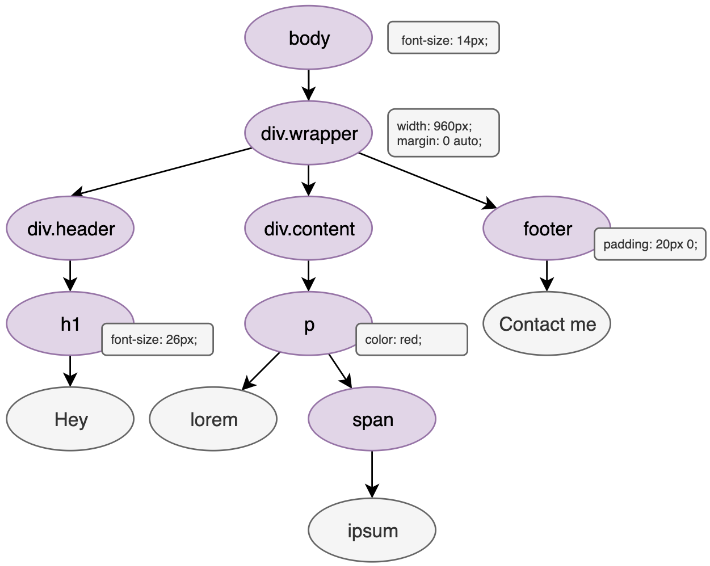 body
font-size: 14px;
div.wrapper
width: 960px;
margin: 0 auto;
div.header
div.content
footer
padding: 20px 0;
h1
font-size: 26px;
p
color: red;
Contact me
Hey
lorem
span
ipsum